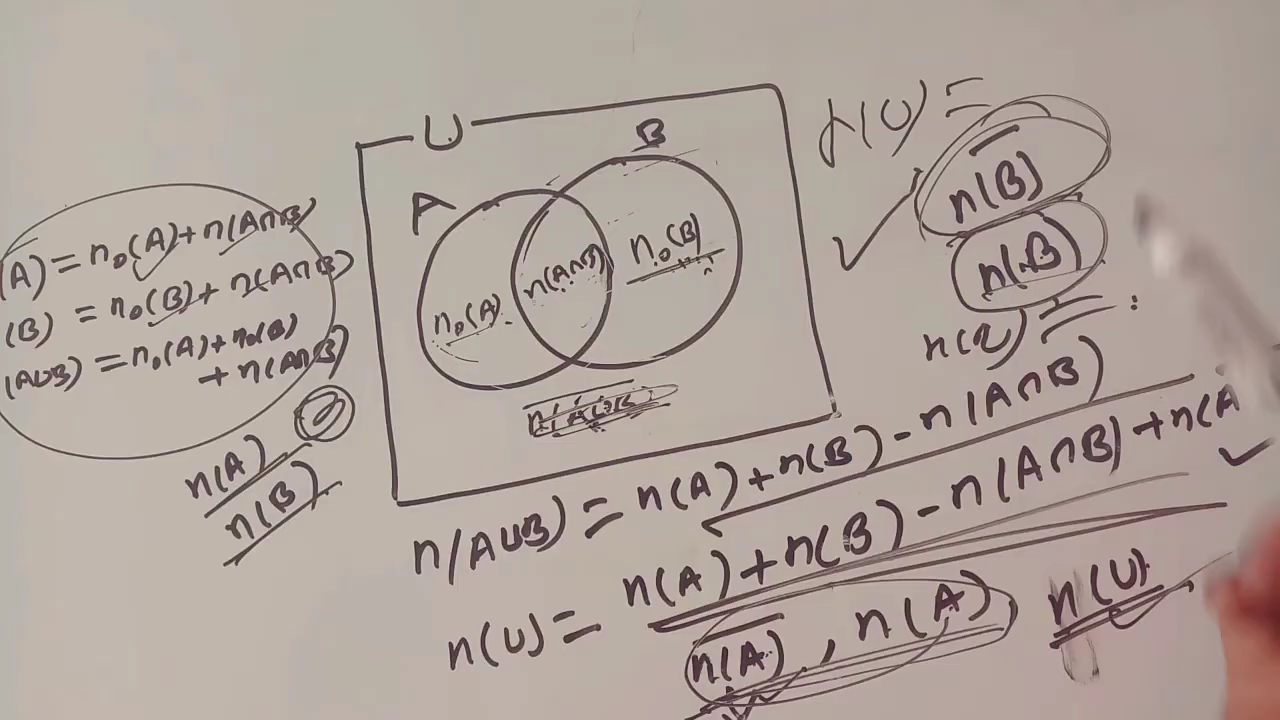 U
B
A
n₀(A)
n(A∩B)
n₀(B)
(A) = n₀(A) + n(A∩B)
(B) = n₀(B) + n(A∩B)
(A∪B) = n₀(A) + n₀(B)
+ n(A∩B)
n(A)
n(B)
n(U) =
n(B)
n(B)
n(A∪B) = n(A) + n(B) - n(A∩B)
n(U) = n(A) + n(B) - n(A∩B) + n(A
n(A) , n(A)
n(U)